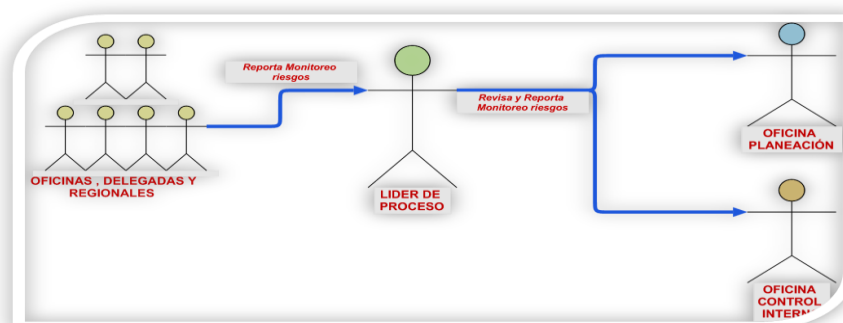 Reporta Monitoreo
riesgos
OFICINAS , DELEGADAS Y
REGIONALES
LIDER DE
PROCESO
Revisa y Reporta
Monitoreo riesgos
OFICINA
PLANEACIÓN
OFICINA
CONTROL